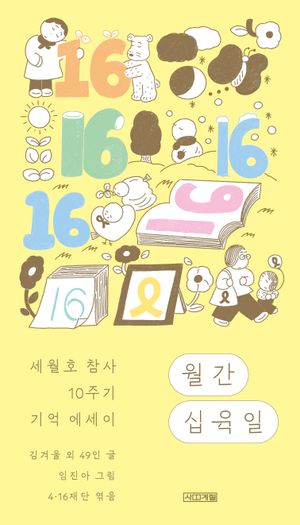 16
16
16
16
16
16
세월호 참사
10주기
기억 에세이
월간
십육일
김겨울 외 49인 글
임진아 그림
4·16재단 엮음
사계절